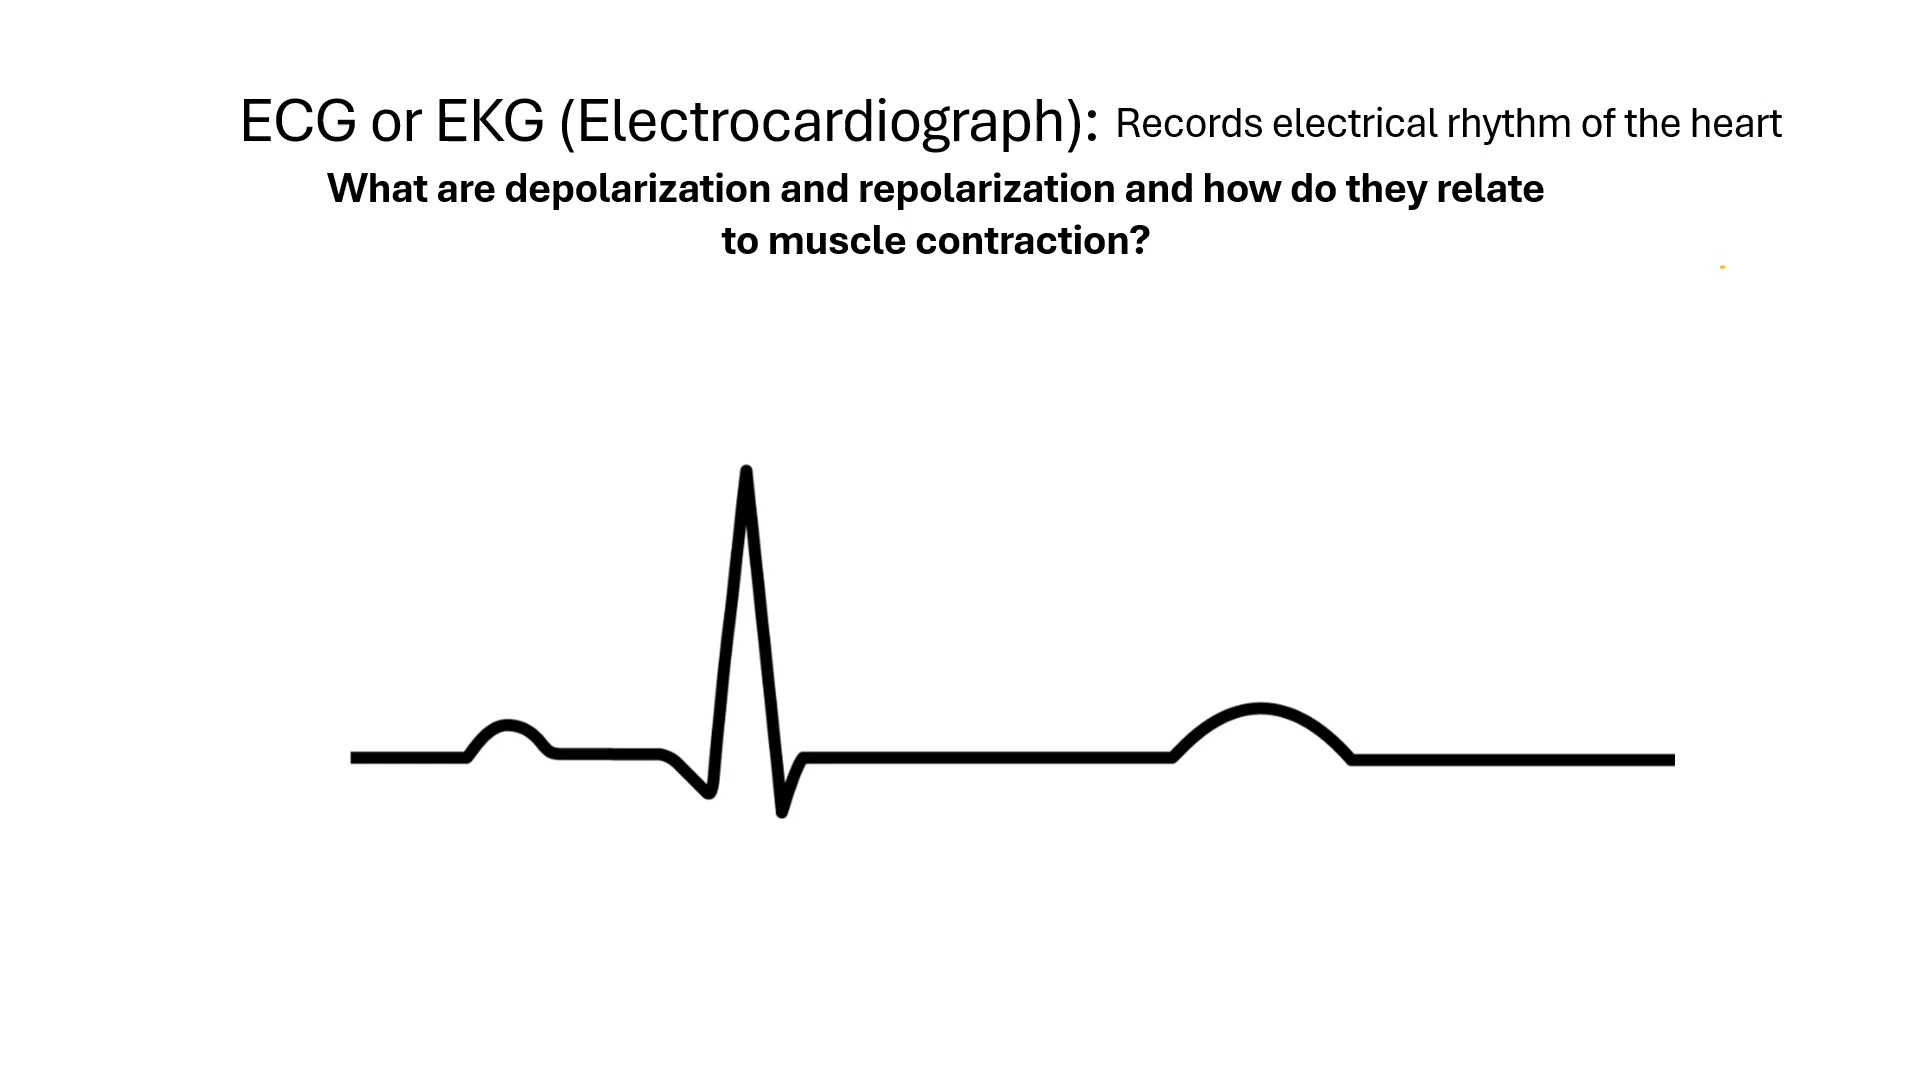 ECG or EKG (Electrocardiograph): Records electrical rhythm of the heart
What are depolarization and repolarization and how do they relate
to muscle contraction?